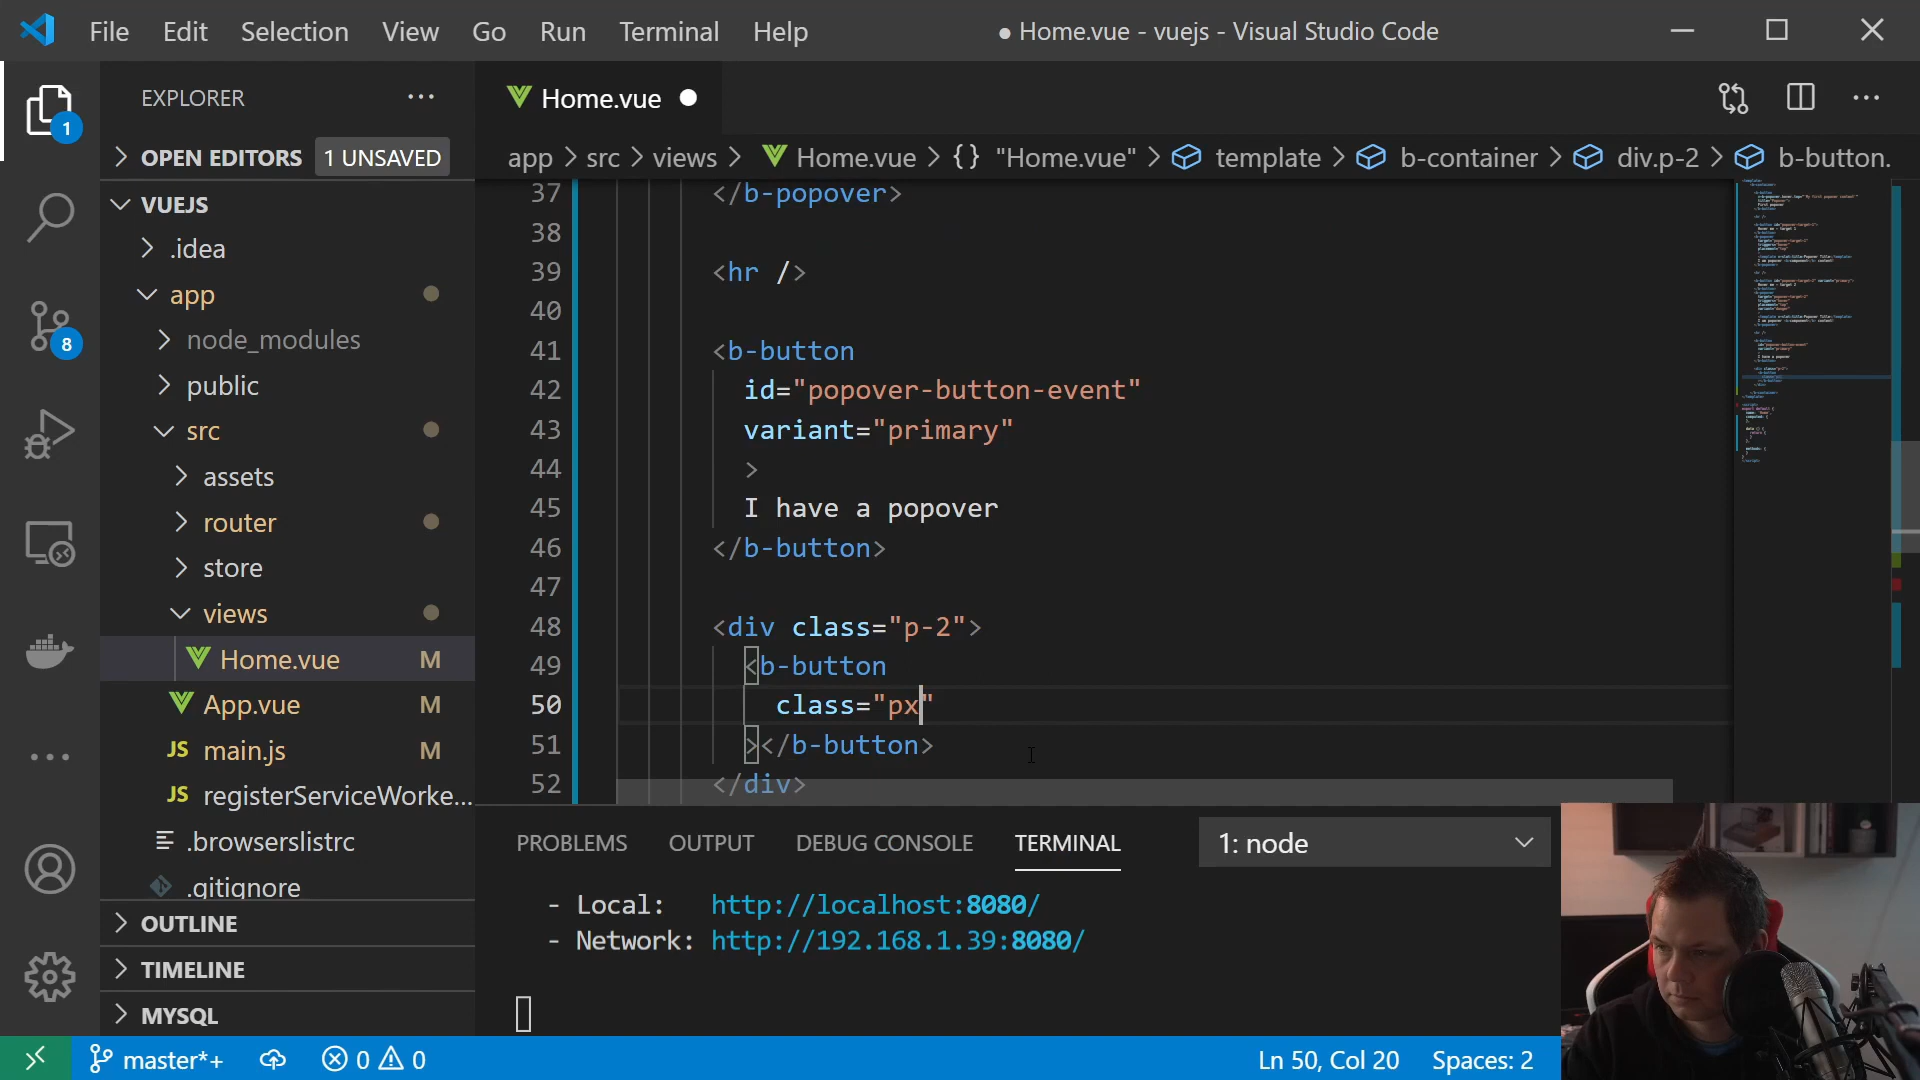 File Edit Selection View Go Run Terminal Help ● Home.vue - vuejs - Visual Studio Code
EXPLORER ···
OPEN EDITORS 1 UNSAVED
VUEJS
.idea
app
node_modules
public
src
assets
router
store
views
Home.vue M
App.vue M
JS main.js M
JS registerServiceWorke...
.browserslistrc
.gitignore
OUTLINE
TIMELINE
MYSQL
1
8
Home.vue ●
app > src > views > Home.vue > {} "Home.vue" > template > b-container > div.p-2 > b-button.
37 </b-popover>
38
39 <hr />
40
41 <b-button
42 id="popover-button-event"
43 variant="primary"
44 >
45 I have a popover
46 </b-button>
47
48 <div class="p-2">
49 <b-button
50 class="px"
51 ></b-button>
52 </div>
PROBLEMS OUTPUT DEBUG CONSOLE TERMINAL 1: node
- Local: http://localhost:8080/
- Network: http://192.168.1.39:8080/
master*+ 0 0 Ln 50, Col 20 Spaces: 2